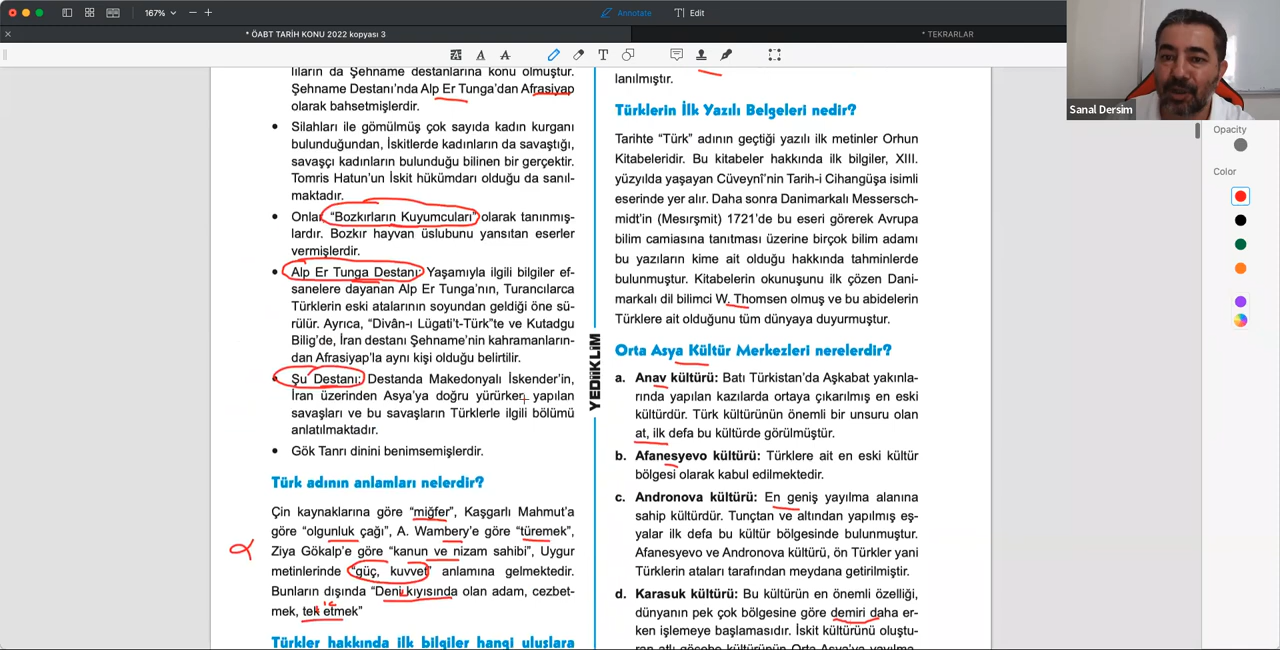 167%
Annotate
Edit
* ÖABT TARİH KONU 2022 kopyası 3
* TEKRARLAR
Sanal Dersim
Opacity
Color
lıların da Şehname destanlarına konu olmuştur.
Şehname Destanı’nda Alp Er Tunga’dan Afrasiyap
olarak bahsetmişlerdir.
• Silahları ile gömülmüş çok sayıda kadın kurganı
bulunduğundan, İskitlerde kadınların da savaştığı,
savaşçı kadınların bulunduğu bilinen bir gerçektir.
Tomris Hatun’un İskit hükümdarı olduğu da sanıl-
maktadır.
• Onlar “Bozkırların Kuyumcuları” olarak tanınmış-
lardır. Bozkır hayvan üslubunu yansıtan eserler
vermişlerdir.
• Alp Er Tunga Destanı: Yaşamıyla ilgili bilgiler ef-
sanelere dayanan Alp Er Tunga’nın, Turancılarca
Türklerin eski atalarının soyundan geldiği öne sü-
rülür. Ayrıca, “Divân-ı Lügati’t-Türk”te ve Kutadgu
Bilig’de, İran destanı Şehname’nin kahramanların-
dan Afrasiyap’la aynı kişi olduğu belirtilir.
• Şu Destanı: Destanda Makedonyalı İskender’in,
İran üzerinden Asya’ya doğru yürürken yapılan
savaşları ve bu savaşların Türklerle ilgili bölümü
anlatılmaktadır.
• Gök Tanrı dinini benimsemişlerdir.
Türk adının anlamları nelerdir?
Çin kaynaklarına göre “miğfer”, Kaşgarlı Mahmut’a
göre “olgunluk çağı”, A. Wambery’e göre “türemek”,
Ziya Gökalp’e göre “kanun ve nizam sahibi”, Uygur
metinlerinde “güç, kuvvet” anlamına gelmektedir.
Bunların dışında “Deni kıyısında olan adam, cezbet-
mek, tek etmek”
Türkler hakkında ilk bilgiler hangi uluslara
YEDİİKLİM
lanılmıştır.
Türklerin İlk Yazılı Belgeleri nedir?
Tarihte “Türk” adının geçtiği yazılı ilk metinler Orhun
Kitabeleridir. Bu kitabeler hakkında ilk bilgiler, XIII.
yüzyılda yaşayan Cüveynî’nin Tarih-i Cihangüşa isimli
eserinde yer alır. Daha sonra Danimarkalı Messersch-
midt’in (Mesırşmit) 1721’de bu eseri görerek Avrupa
bilim camiasına tanıtması üzerine birçok bilim adamı
bu yazıların kime ait olduğu hakkında tahminlerde
bulunmuştur. Kitabelerin okunuşunu ilk çözen Dani-
markalı dil bilimci W. Thomsen olmuş ve bu abidelerin
Türklere ait olduğunu tüm dünyaya duyurmuştur.
Orta Asya Kültür Merkezleri nerelerdir?
a. Anav kültürü: Batı Türkistan’da Aşkabat yakınla-
rında yapılan kazılarda ortaya çıkarılmış en eski
kültürdür. Türk kültürünün önemli bir unsuru olan
at, ilk defa bu kültürde görülmüştür.
b. Afanesyevo kültürü: Türklere ait en eski kültür
bölgesi olarak kabul edilmektedir.
c. Andronova kültürü: En geniş yayılma alanına
sahip kültürdür. Tunçtan ve altından yapılmış eş-
yalar ilk defa bu kültür bölgesinde bulunmuştur.
Afanesyevo ve Andronova kültürü, ön Türkler yani
Türklerin ataları tarafından meydana getirilmiştir.
d. Karasuk kültürü: Bu kültürün en önemli özelliği,
dünyanın pek çok bölgesine göre demiri daha er-
ken işlemeye başlamasıdır. İskit kültürünü oluştu-
ran atlı göçebe kültürünün Orta Asya’ya yayılma-